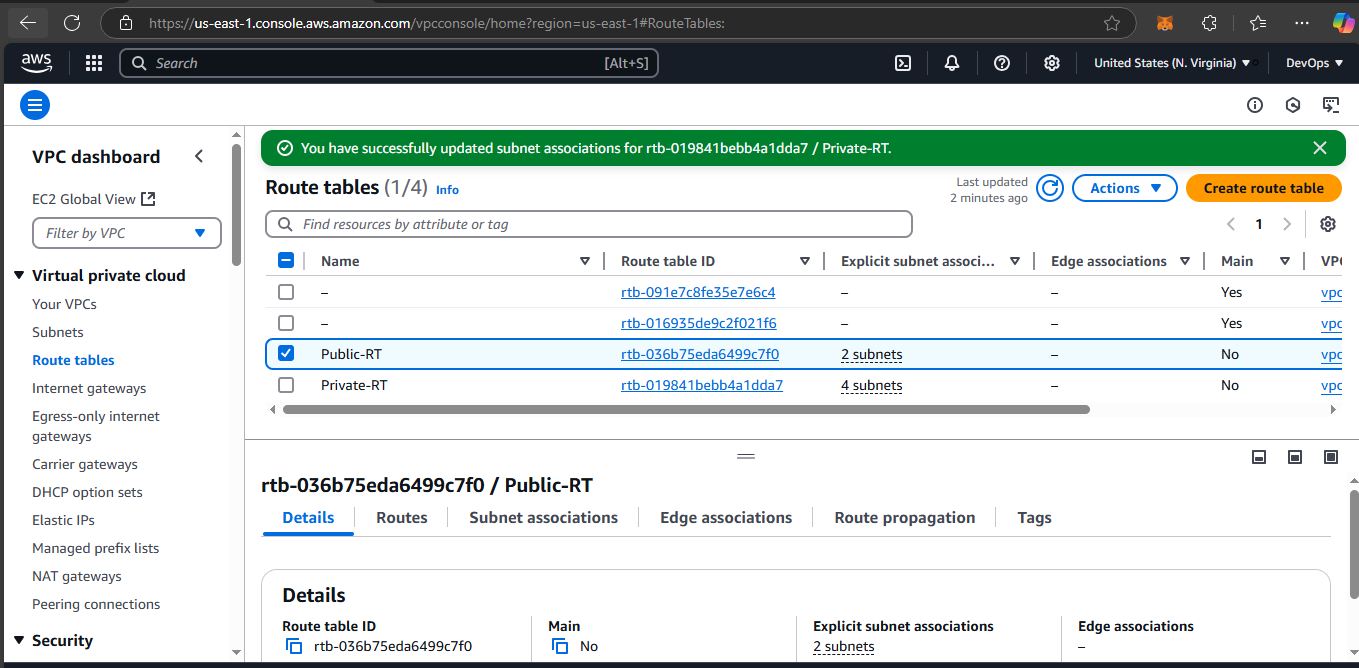 https://us-east-1.console.aws.amazon.com/vpcconsole/home?region=us-east-1#RouteTables:
aws
Search [Alt+S]
United States (N. Virginia)
DevOps
VPC dashboard
EC2 Global View
Filter by VPC
Virtual private cloud
Your VPCs
Subnets
Route tables
Internet gateways
Egress-only internet
gateways
Carrier gateways
DHCP option sets
Elastic IPs
Managed prefix lists
NAT gateways
Peering connections
Security
You have successfully updated subnet associations for rtb-019841bebb4a1dda7 / Private-RT.
Route tables (1/4) Info
Last updated
2 minutes ago
Actions
Create route table
Find resources by attribute or tag
1
Name Route table ID Explicit subnet associ... Edge associations Main VPC
– rtb-091e7c8fe35e7e6c4 – – Yes vpc
– rtb-016935de9c2f021f6 – – Yes vpc
Public-RT rtb-036b75eda6499c7f0 2 subnets – No vpc
Private-RT rtb-019841bebb4a1dda7 4 subnets – No vpc
rtb-036b75eda6499c7f0 / Public-RT
Details Routes Subnet associations Edge associations Route propagation Tags
Details
Route table ID Main Explicit subnet associations Edge associations
rtb-036b75eda6499c7f0 No 2 subnets –